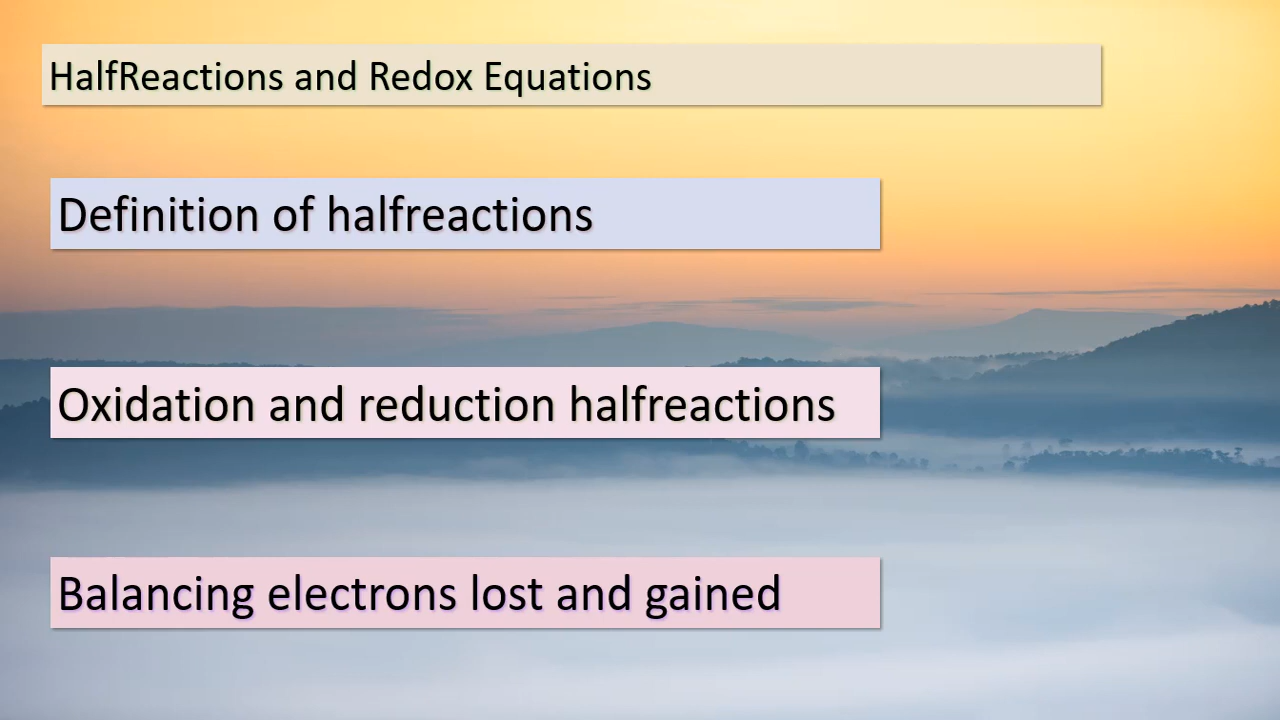 HalfReactions and Redox Equations
Definition of halfreactions
Oxidation and reduction halfreactions
Balancing electrons lost and gained